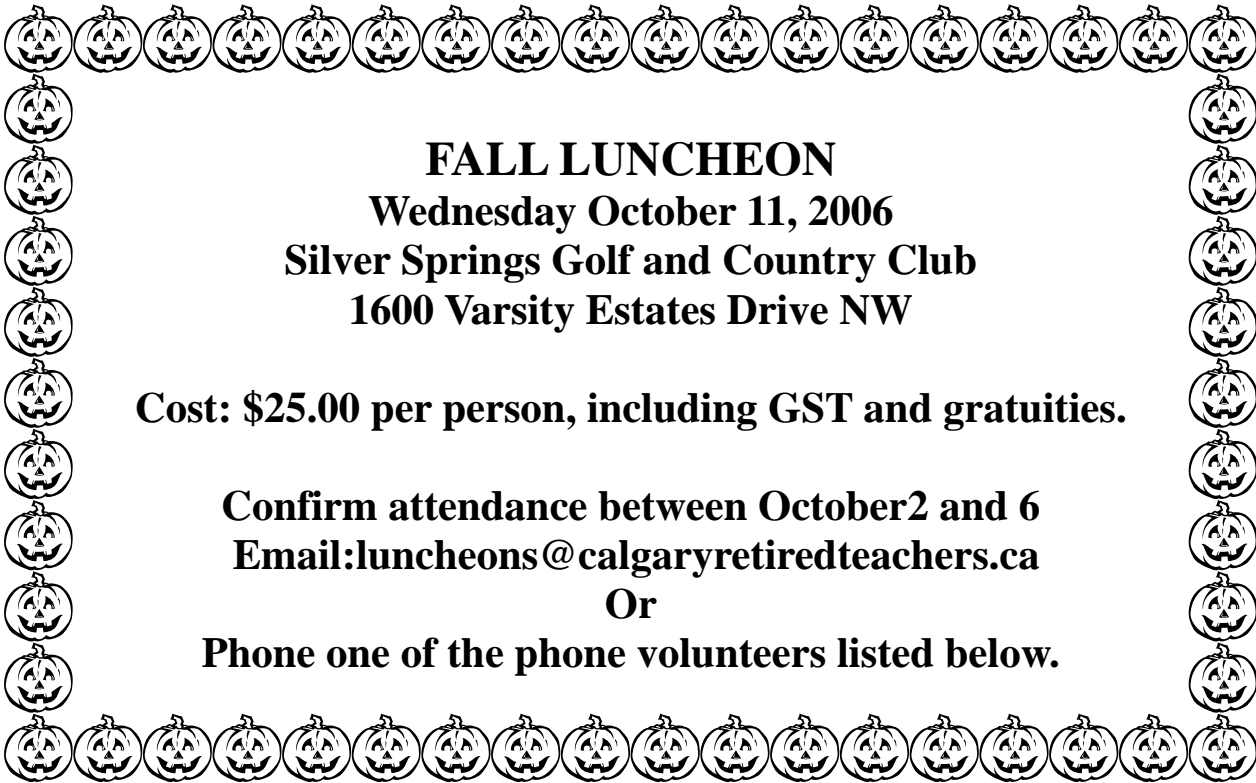 FALL LUNCHEON
Wednesday October 11, 2006
Silver Springs Golf and Country Club
1600 Varsity Estates Drive NW
Cost: $25.00 per person, including GST and gratuities.
Confirm attendance between October2 and 6
Email:luncheons@calgaryretiredteachers.ca
Or
Phone one of the phone volunteers listed below.